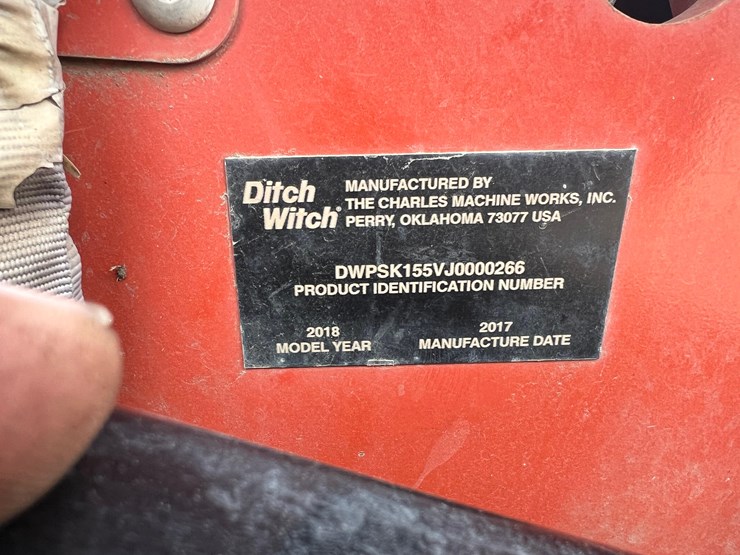 Ditch Witch®
MANUFACTURED BY
THE CHARLES MACHINE WORKS, INC.
PERRY, OKLAHOMA 73077 USA
DWPSK155VJ0000266
PRODUCT IDENTIFICATION NUMBER
2018
MODEL YEAR
2017
MANUFACTURE DATE